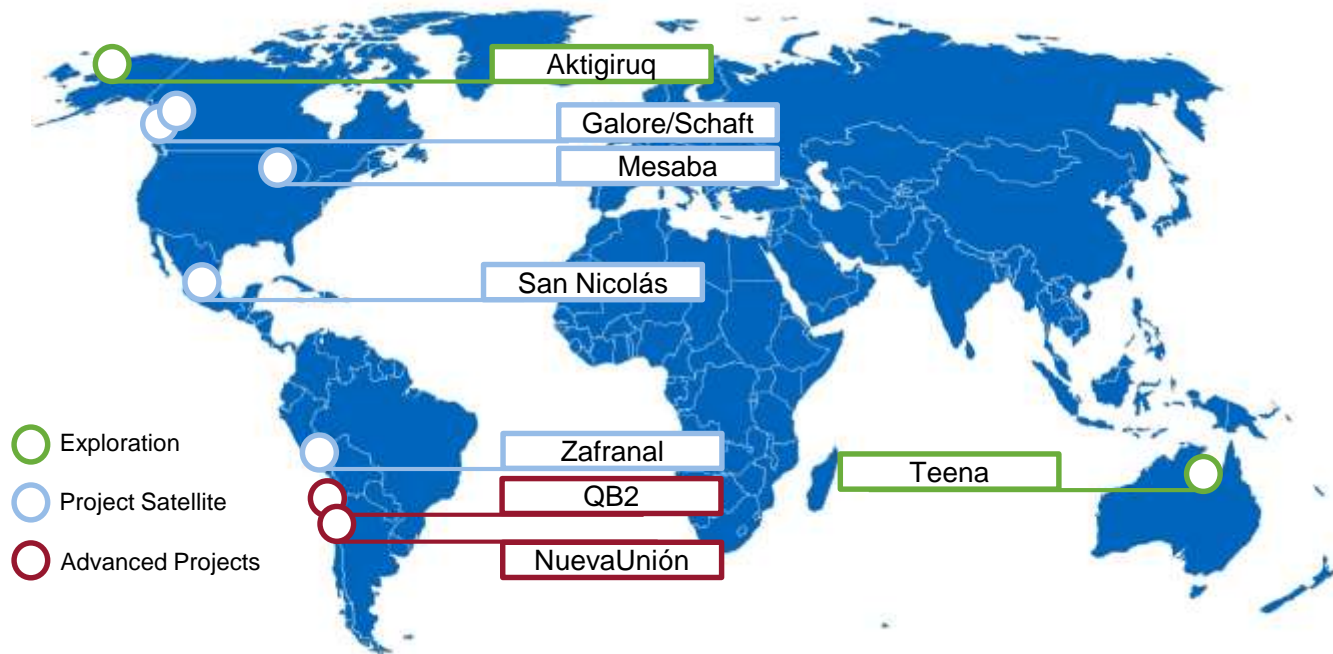 Aktigiruq
Galore/Schaft
Mesaba
San Nicolás
Zafranal
Teena
QB2
NuevaUnión
Exploration
Project Satellite
Advanced Projects